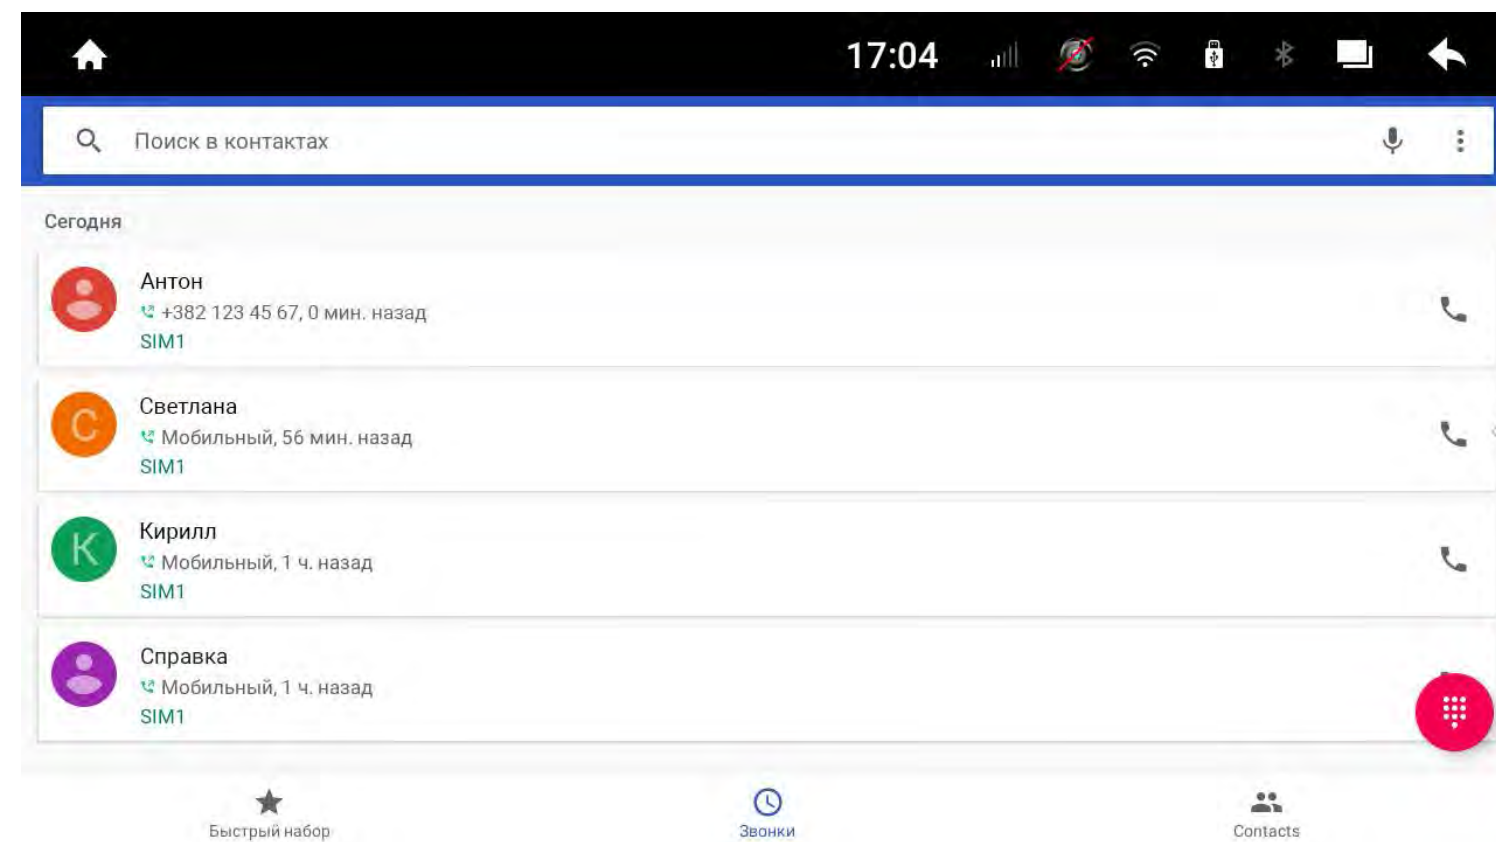 17:04
Поиск в контактах
Сегодня
Антон
+382 123 45 67, 0 мин. назад
SIM1
С
Светлана
Мобильный, 56 мин. назад
SIM1
К
Кирилл
Мобильный, 1 ч. назад
SIM1
Справка
Мобильный, 1 ч. назад
SIM1
Быстрый набор
Звонки
Contacts